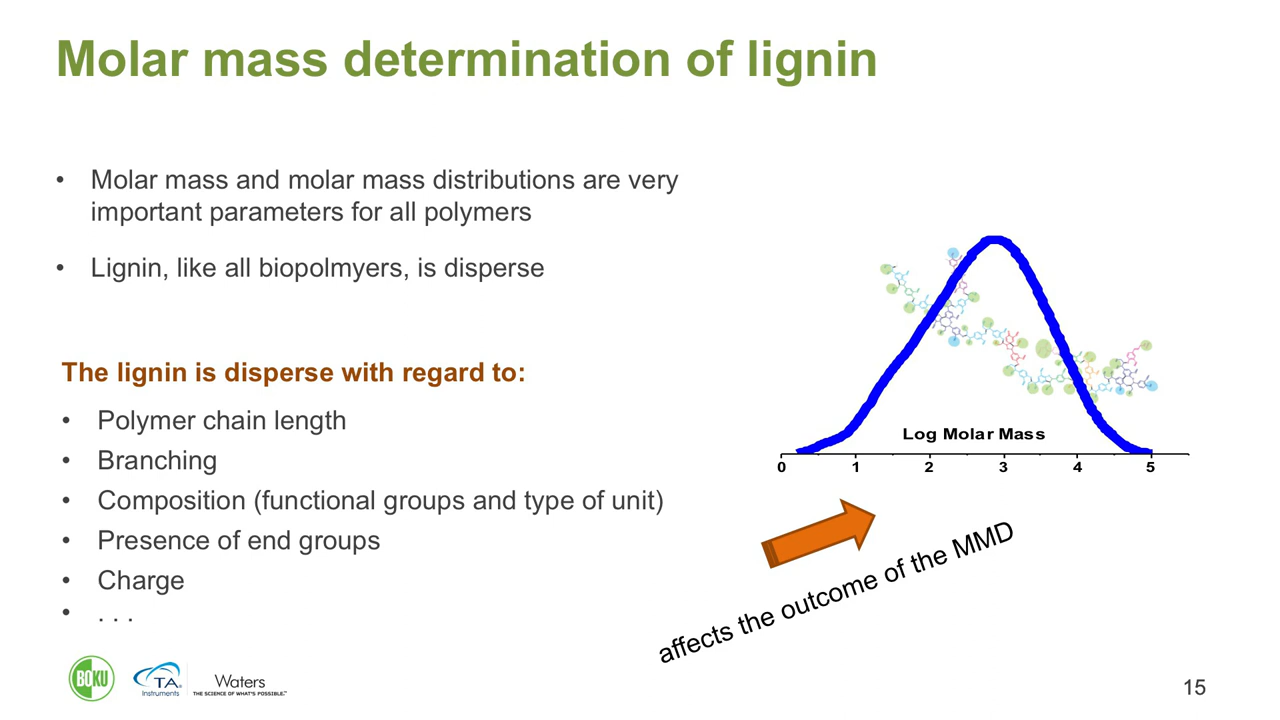 Molar mass determination of lignin
• Molar mass and molar mass distributions are very
important parameters for all polymers
• Lignin, like all biopolmyers, is disperse
The lignin is disperse with regard to:
• Polymer chain length
• Branching
• Composition (functional groups and type of unit)
• Presence of end groups
• Charge
• . . .
Log Molar Mass
0 1 2 3 4 5
affects the outcome of the MMD
BOKU
TA
Instruments
Waters
THE SCIENCE OF WHAT'S POSSIBLE.™
15